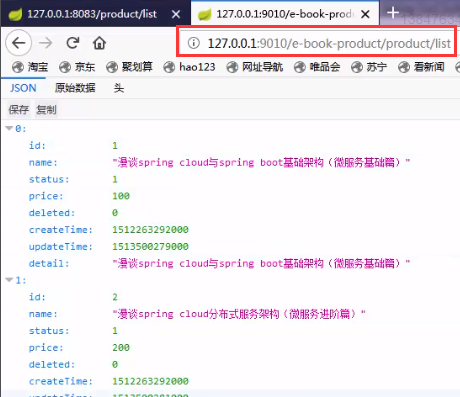 127.0.0.1:8083/product/list
127.0.0.1:9010/e-book-produ
127.0.0.1:9010/e-book-product/product/list
淘宝 京东 聚划算 hao123 网址导航 唯品会 苏宁 看新闻
JSON 原始数据 头
保存 复制
0:
id: 1
name: "漫谈spring cloud与spring boot基础架构（微服务基础篇）"
status: 1
price: 100
deleted: 0
createTime: 1512263292000
updateTime: 1513500279000
detail: "漫谈spring cloud与spring boot基础架构（微服务基础篇）"
1:
id: 2
name: "漫谈spring cloud分布式服务架构（微服务进阶篇）"
status: 1
price: 200
deleted: 0
createTime: 1512263292000